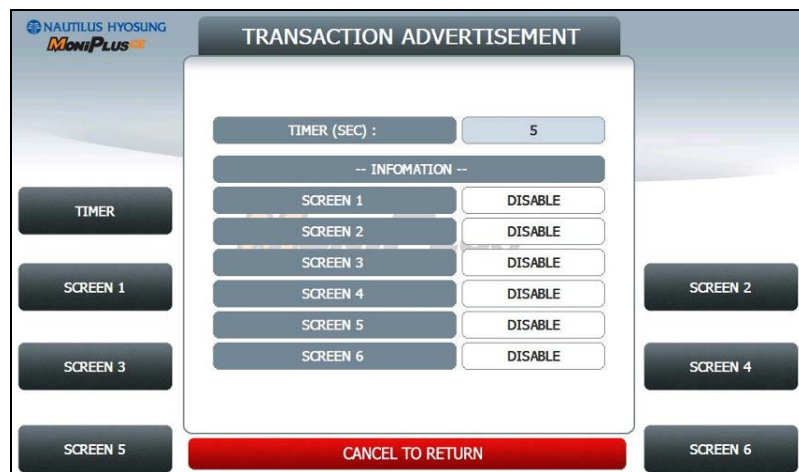 NAUTILUS HYOSUNG
MONIPLUS CE
TRANSACTION ADVERTISEMENT
TIMER (SEC) : 5
-- INFOMATION --
SCREEN 1 DISABLE
SCREEN 2 DISABLE
SCREEN 3 DISABLE
SCREEN 4 DISABLE
SCREEN 5 DISABLE
SCREEN 6 DISABLE
TIMER
SCREEN 1
SCREEN 2
SCREEN 3
SCREEN 4
SCREEN 5
CANCEL TO RETURN
SCREEN 6